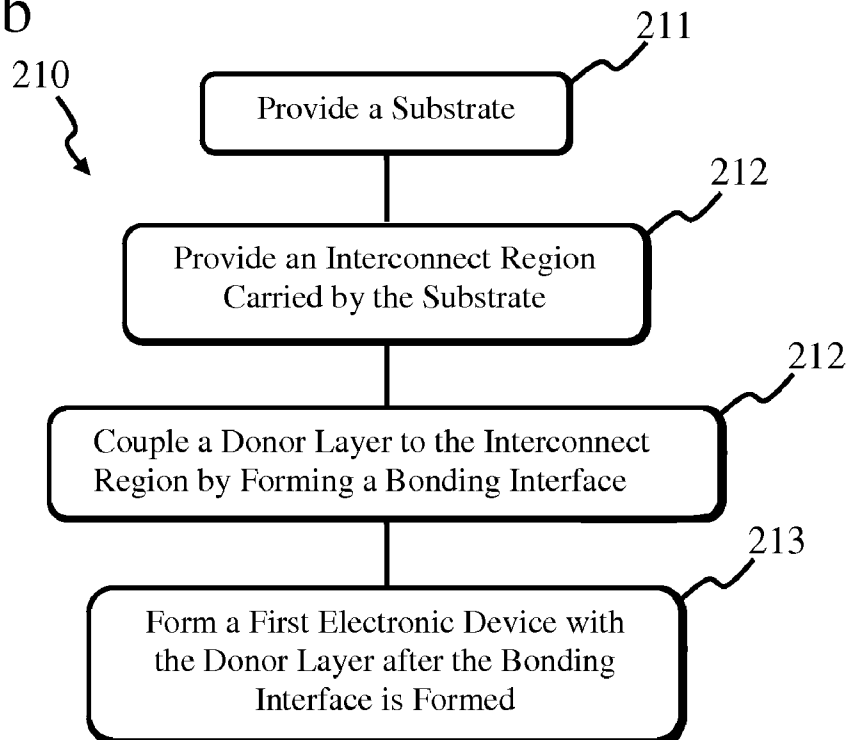 b
210
211
Provide a Substrate
212
Provide an Interconnect Region
Carried by the Substrate
212
Couple a Donor Layer to the Interconnect
Region by Forming a Bonding Interface
213
Form a First Electronic Device with
the Donor Layer after the Bonding
Interface is Formed